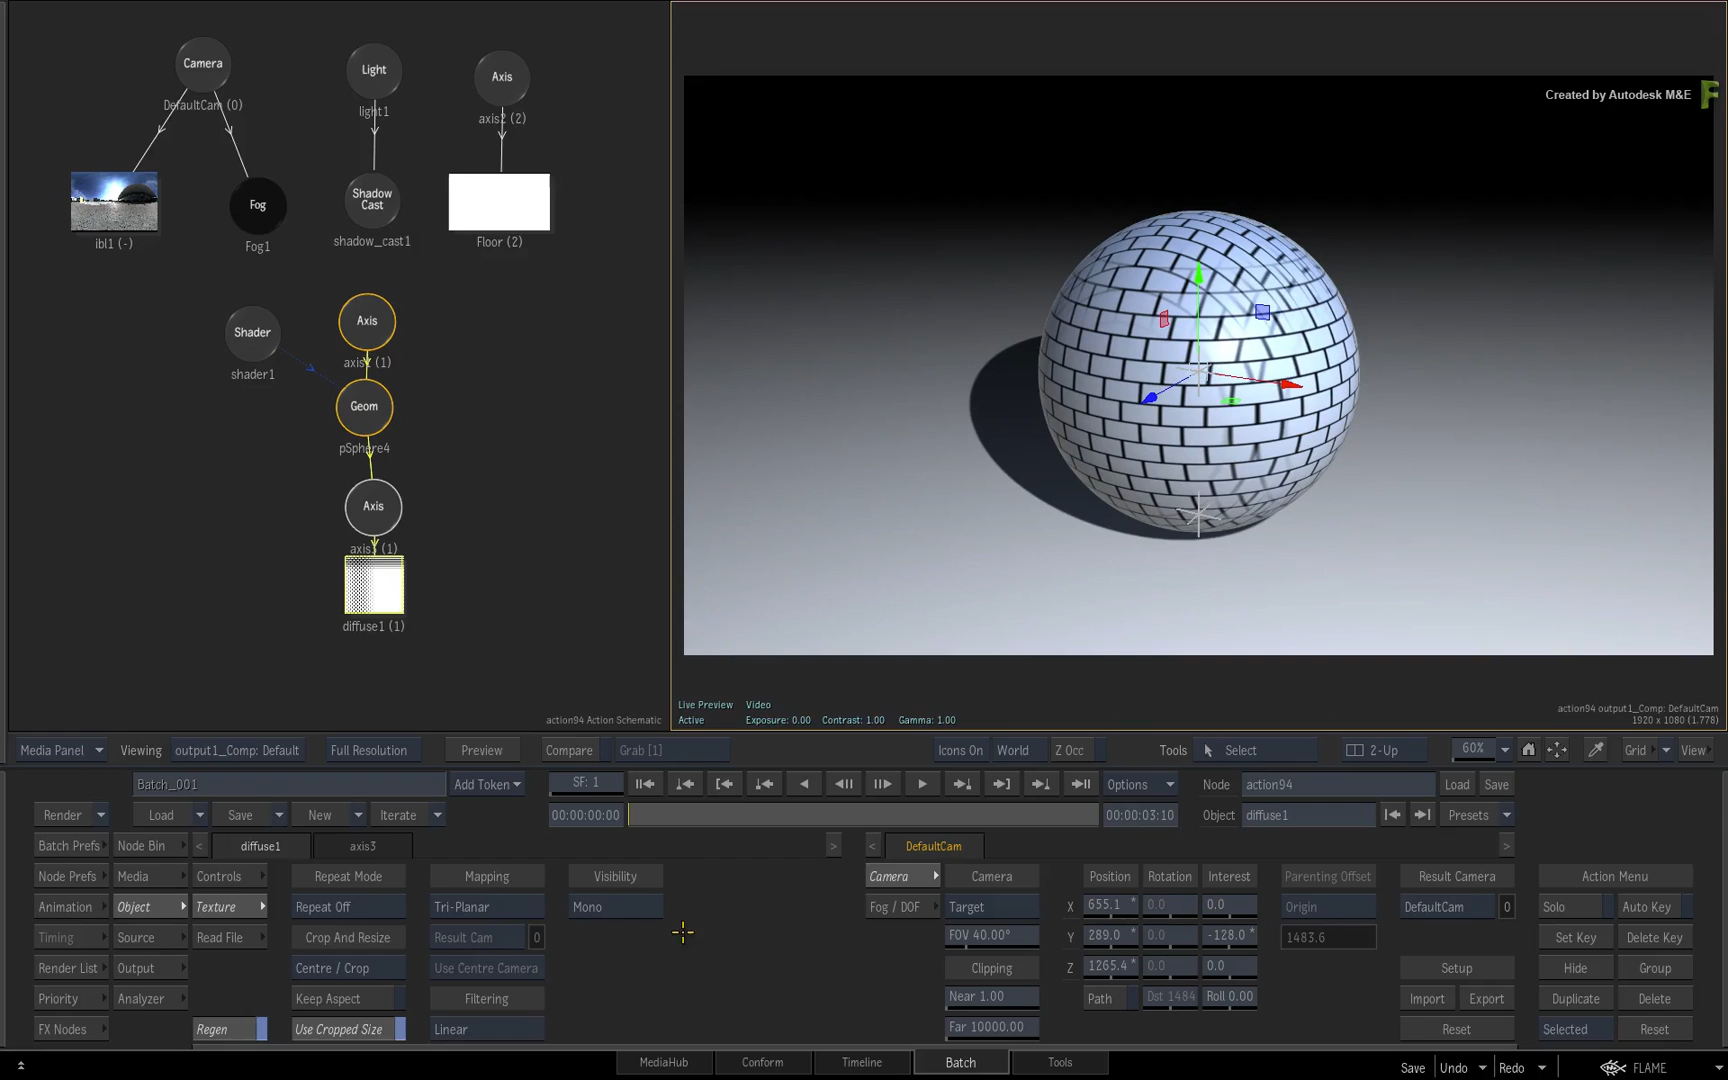 Camera
DefaultCam (0)
Light
light1
Axis
axis2 (2)
ibl1 (-)
Fog
Fog1
Shadow
Cast
shadow_cast1
Floor (2)
Shader
shader1
Axis
(1)
Geom
pSphere4
Axis
axis3 (1)
diffuse1 (1)
action94 Action Schematic
Created by Autodesk M&E
Live Preview Video
Active Exposure: 0.00 Contrast: 1.00 Gamma: 1.00
action94 output1_Comp: DefaultCam
1920 x 1080 (1.778)
Media Panel Viewing output1_Comp: Default Full Resolution Preview Compare Grab [1] Icons On World Z Occ Tools Select 2-Up 60% Grid View
Batch_001 Add Token SF: 1 Options Node action94 Load Save
Render Load Save New Iterate 00:00:00:00 00:00:03:10 Object diffuse1 Presets
Batch Prefs Node Bin < diffuse1 axis3 > < DefaultCam >
Node Prefs Media Controls Repeat Mode Mapping Visibility Camera Camera Position Rotation Interest Parenting Offset Result Camera Action Menu
Animation Object Texture Repeat Off Tri-Planar Mono Fog / DOF Target X 655.1 * 0.0 0.0 Origin DefaultCam 0 Solo Auto Key
Timing Source Read File Crop And Resize Result Cam 0 FOV 40.00° Y 289.0 * 0.0 -128.0 * 1483.6 Set Key Delete Key
Render List Output Centre / Crop Use Centre Camera Clipping Z 1265.4 * 0.0 0.0 Setup Hide Group
Priority Analyzer Keep Aspect Filtering Near 1.00 Path Dst 1484 Roll 0.00 Import Export Duplicate Delete
FX Nodes Regen Use Cropped Size Linear Far 10000.00 Reset Selected Reset
MediaHub Conform Timeline Batch Tools Save Undo Redo FLAME